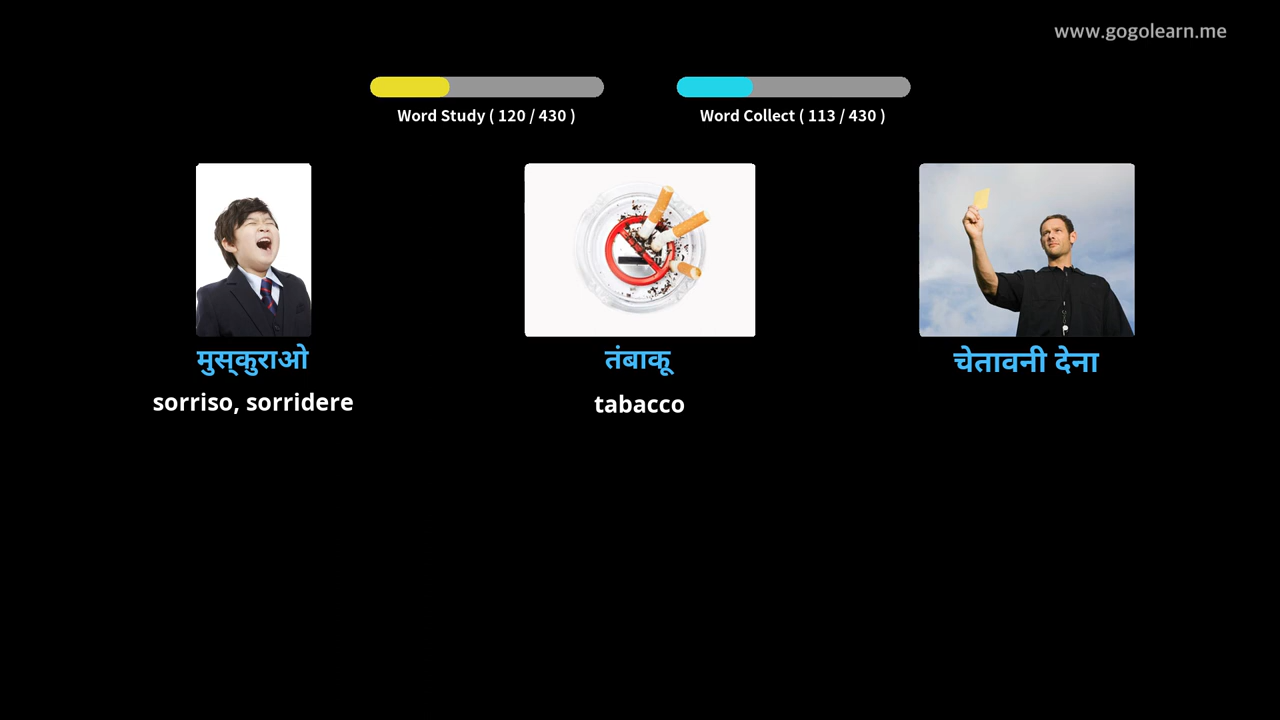 www.gogolearn.me
Word Study ( 120 / 430 )
Word Collect ( 113 / 430 )
मुस्कुराओ
तंबाकू
चेतावनी देना
sorriso, sorridere
tabacco